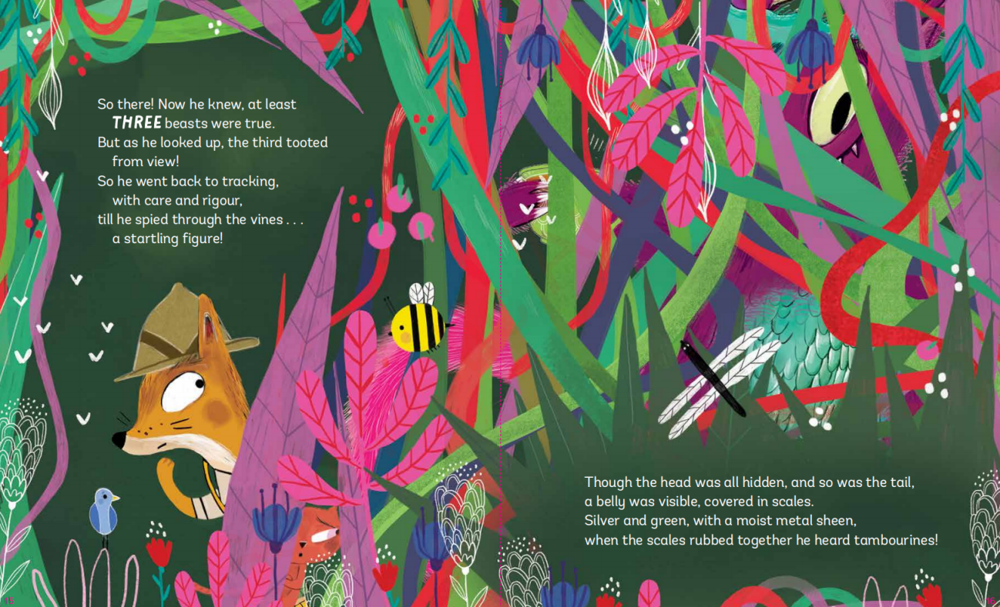 So there! Now he knew, at least
THREE beasts were true.
But as he looked up, the third tooted
from view!
So he went back to tracking,
with care and rigour,
till he spied through the vines . . .
a startling figure!
Though the head was all hidden, and so was the tail,
a belly was visible, covered in scales.
Silver and green, with a moist metal sheen,
when the scales rubbed together he heard tambourines!
15
16